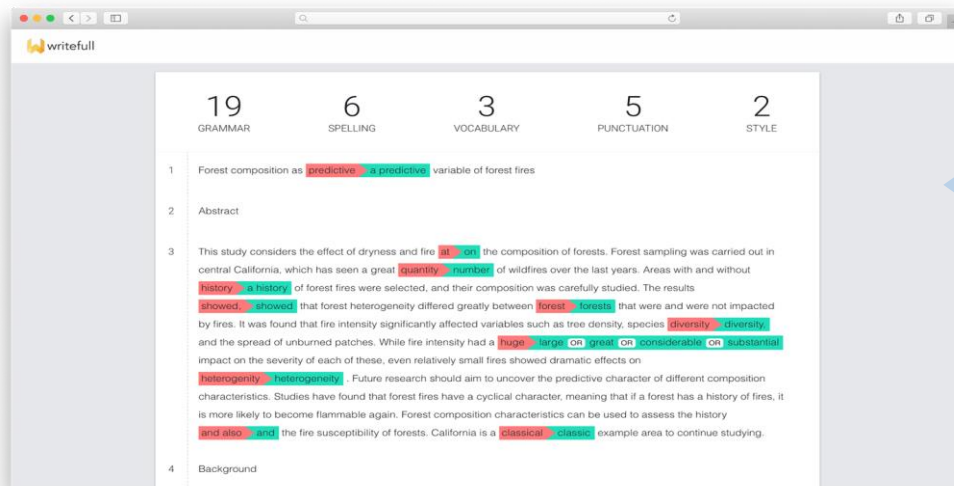 writefull
19 6 3 5 2
GRAMMAR SPELLING VOCABULARY PUNCTUATION STYLE
1 Forest composition as predictive a predictive variable of forest fires
2 Abstract
3 This study considers the effect of dryness and fire at on the composition of forests. Forest sampling was carried out in
central California, which has seen a great quantity number of wildfires over the last years. Areas with and without
history a history of forest fires were selected, and their composition was carefully studied. The results
showed, showed that forest heterogeneity differed greatly between forest forests that were and were not impacted
by fires. It was found that fire intensity significantly affected variables such as tree density, species diversity diversity,
and the spread of unburned patches. While fire intensity had a huge large OR great OR considerable OR substantial
impact on the severity of each of these, even relatively small fires showed dramatic effects on
heterogenity heterogeneity . Future research should aim to uncover the predictive character of different composition
characteristics. Studies have found that forest fires have a cyclical character, meaning that if a forest has a history of fires, it
is more likely to become flammable again. Forest composition characteristics can be used to assess the history
and also and the fire susceptibility of forests. California is a classical classic example area to continue studying.
4 Background